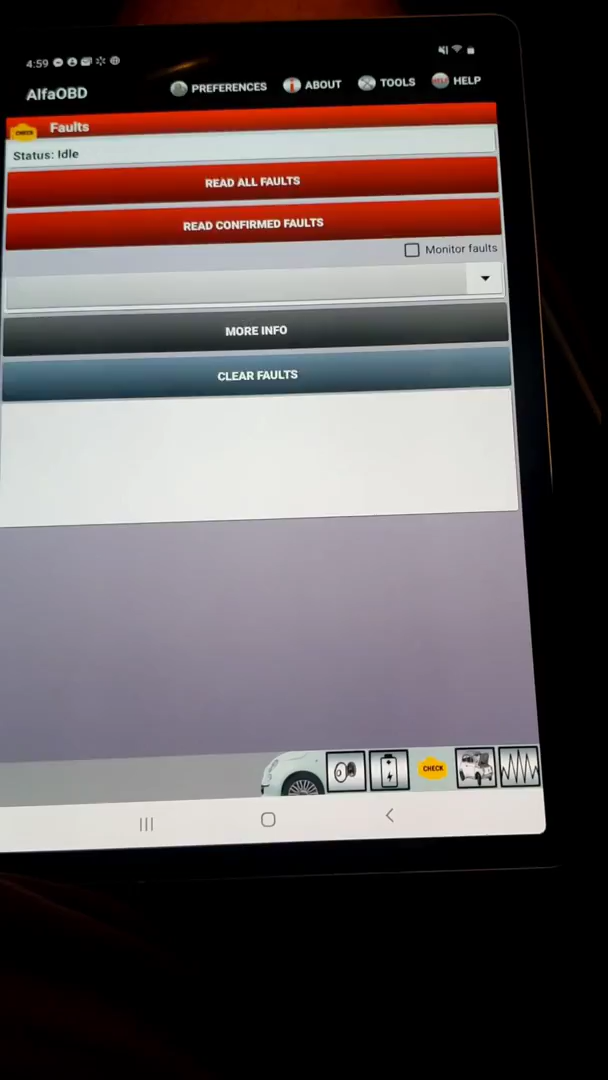 4:59
AlfaOBD
PREFERENCES
ABOUT
TOOLS
HELP
CHECK
Faults
Status: Idle
READ ALL FAULTS
READ CONFIRMED FAULTS
Monitor faults
MORE INFO
CLEAR FAULTS
CHECK